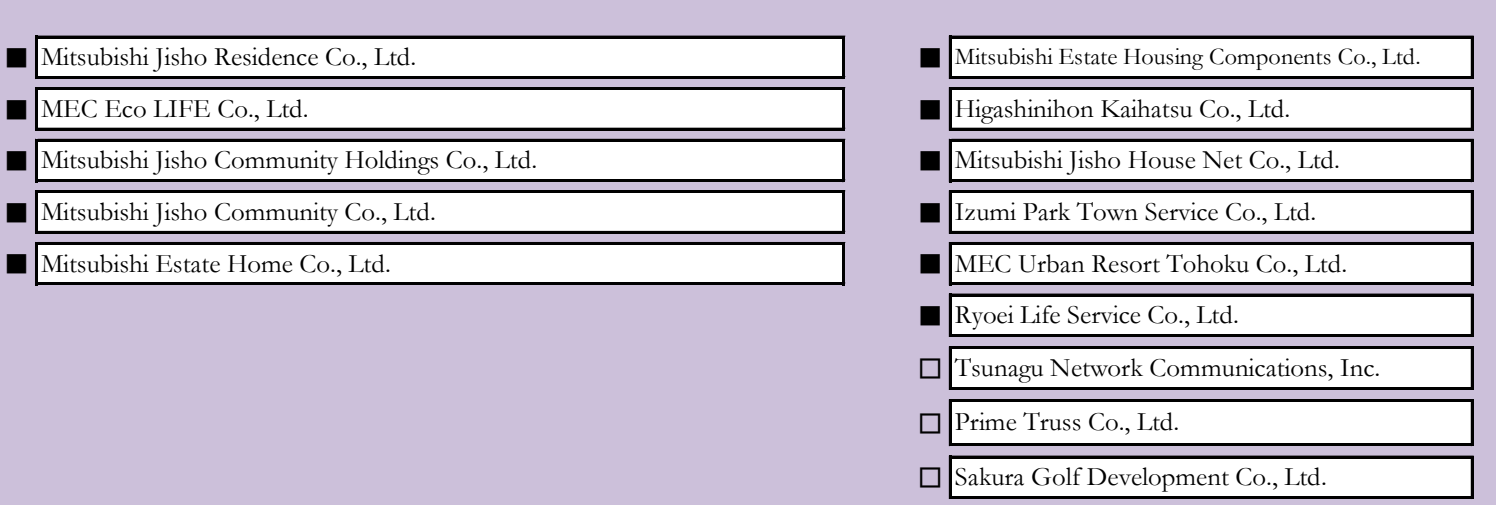 ■ Mitsubishi Jisho Residence Co., Ltd.
■ MEC Eco LIFE Co., Ltd.
■ Mitsubishi Jisho Community Holdings Co., Ltd.
■ Mitsubishi Jisho Community Co., Ltd.
■ Mitsubishi Estate Home Co., Ltd.
■ Mitsubishi Estate Housing Components Co., Ltd.
■ Higashinihon Kaihatsu Co., Ltd.
■ Mitsubishi Jisho House Net Co., Ltd.
■ Izumi Park Town Service Co., Ltd.
■ MEC Urban Resort Tohoku Co., Ltd.
■ Ryoei Life Service Co., Ltd.
□ Tsunagu Network Communications, Inc.
□ Prime Truss Co., Ltd.
□ Sakura Golf Development Co., Ltd.